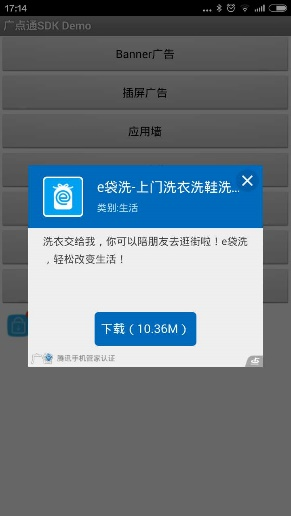 17:14
广点通SDK Demo
Banner广告
插屏广告
应用墙
e袋洗-上门洗衣洗鞋洗...
类别:生活
洗衣交给我，你可以陪朋友去逛街啦！e袋洗
，轻松改变生活！
下载（10.36M）
腾讯手机管家认证